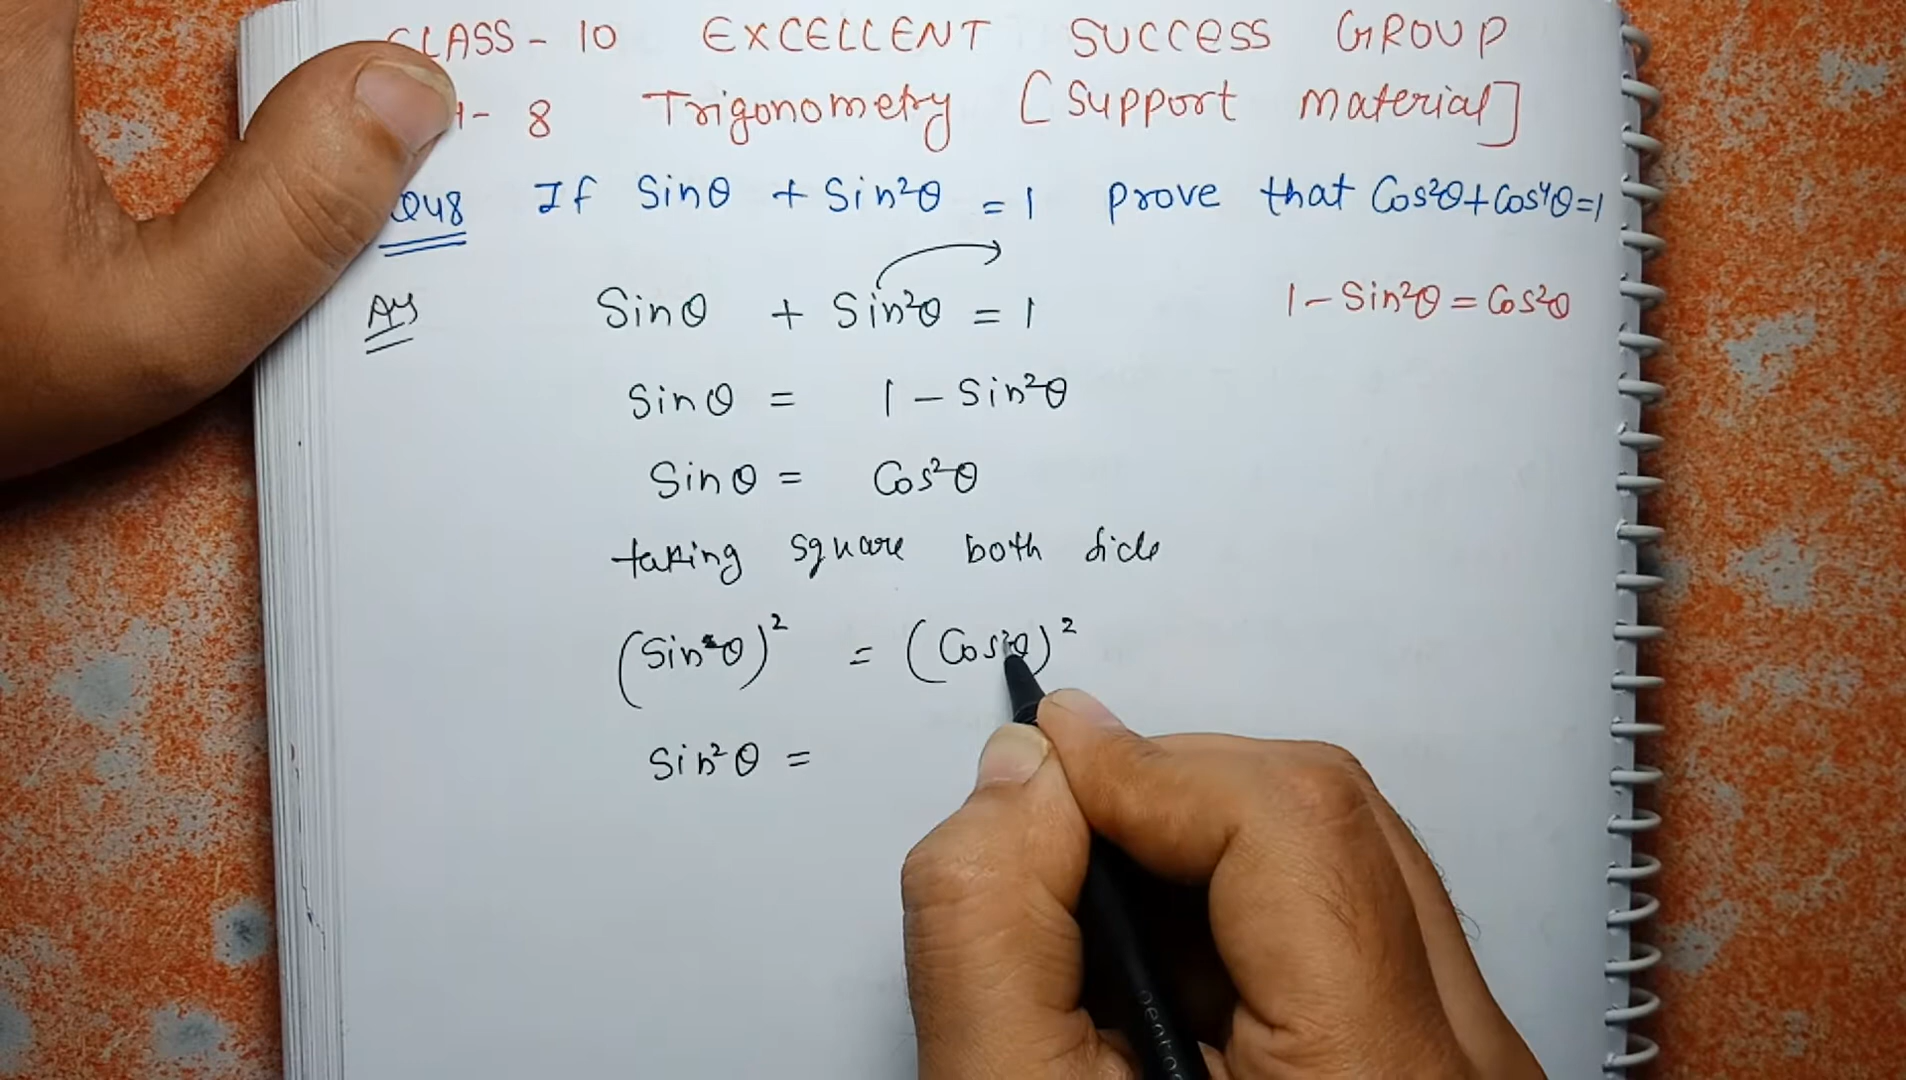 CLASS - 10 EXCELLENT SUCCESS GROUP
- 8 Trigonometry [Support material]
Q48 If Sinθ + Sin²θ = 1 prove that Cos²θ + Cos⁴θ = 1
Sinθ + Sin²θ = 1
1 - Sin²θ = Cos²θ
Sinθ = 1 - Sin²θ
Sinθ = Cos²θ
taking square both side
(Sinθ)² = (Cos²θ)²
Sin²θ =